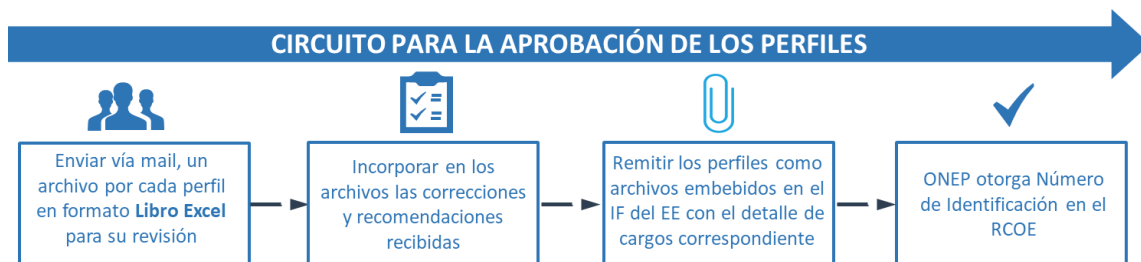 CIRCUITO PARA LA APROBACIÓN DE LOS PERFILES
Enviar vía mail, un
archivo por cada perfil
en formato Libro Excel
para su revisión
Incorporar en los
archivos las correcciones
y recomendaciones
recibidas
Remitir los perfiles como
archivos embebidos en el
IF del EE con el detalle de
cargos correspondiente
ONEP otorga Número
de Identificación en el
RCOE